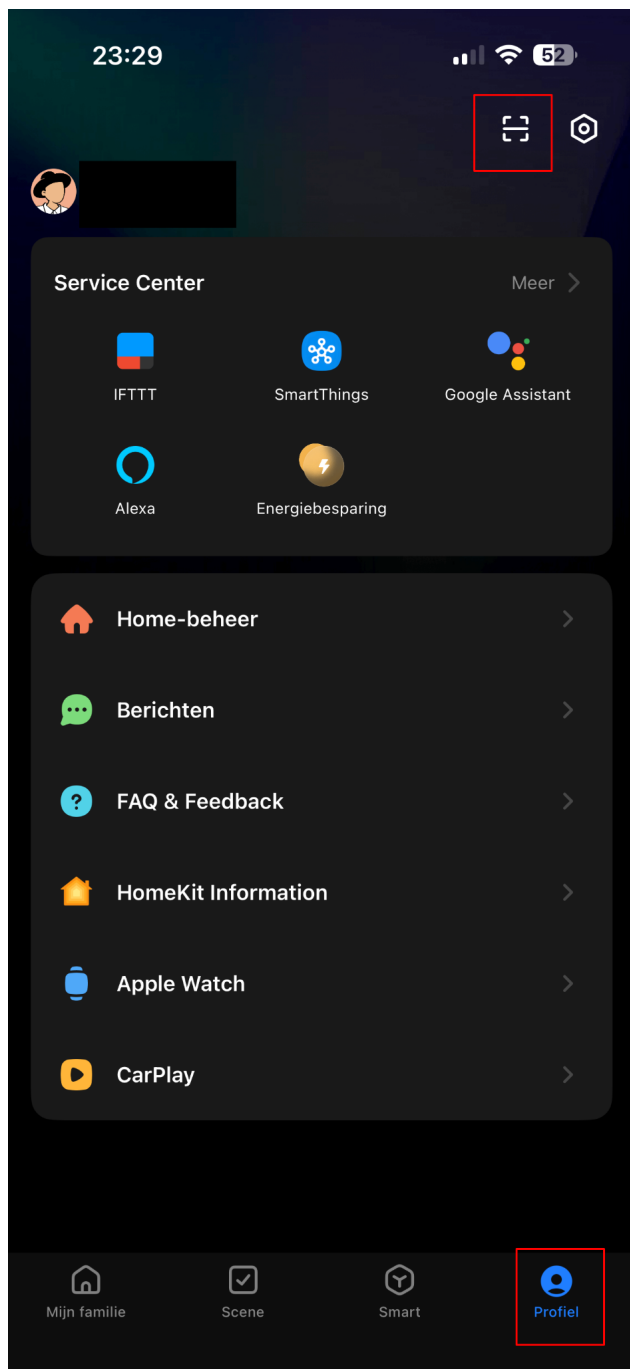 23:29
52
Service Center
Meer
IFTTT
SmartThings
Google Assistant
Alexa
Energiebesparing
Home-beheer
Berichten
FAQ & Feedback
HomeKit Information
Apple Watch
CarPlay
Mijn familie
Scene
Smart
Profiel